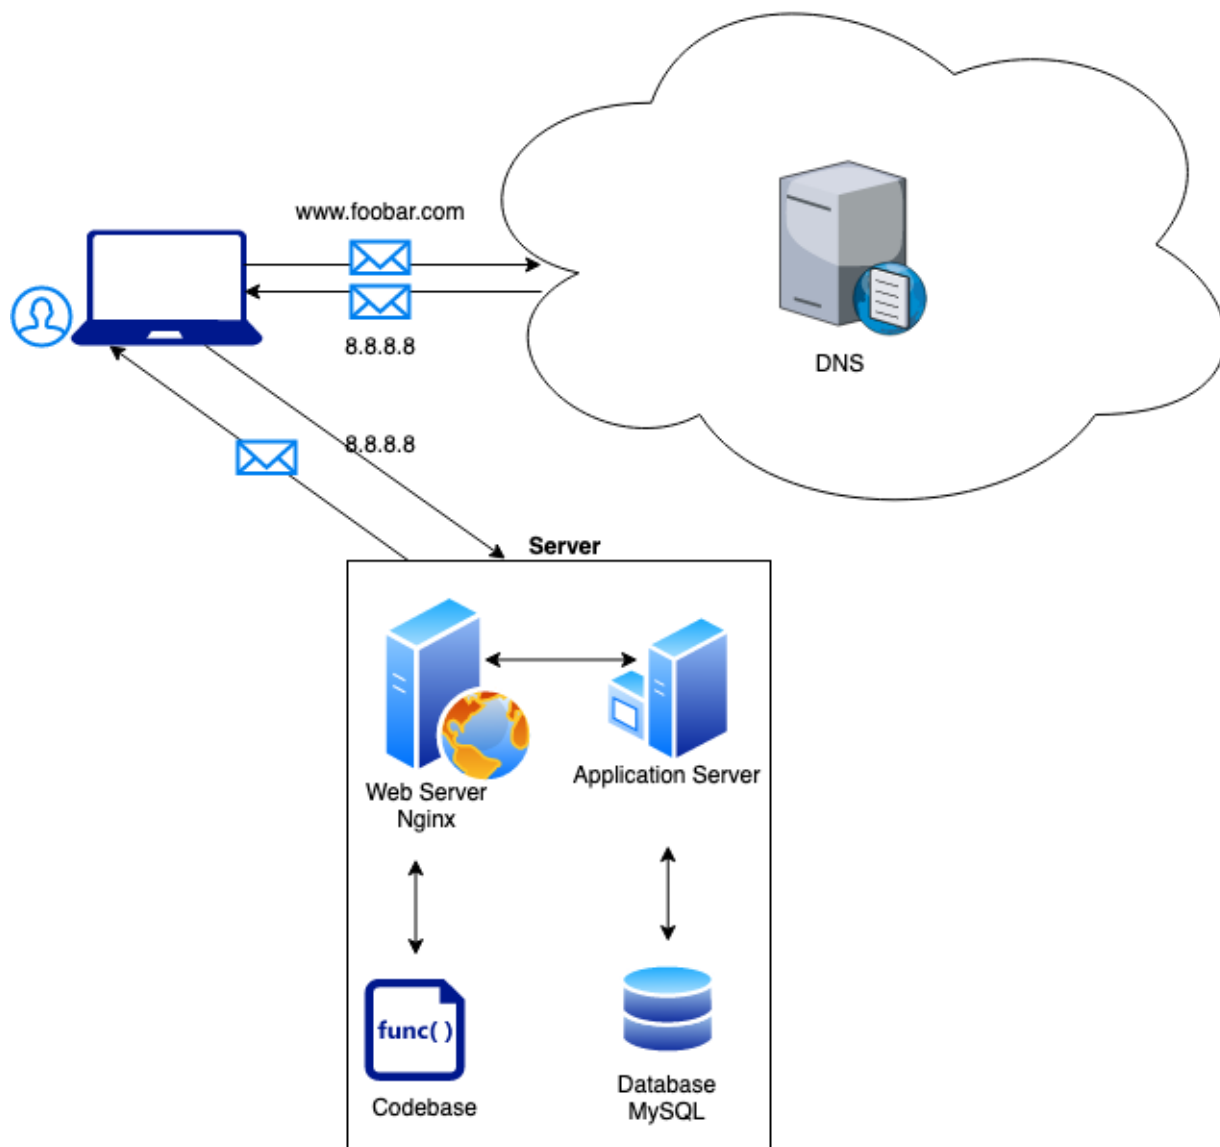 www.foobar.com
8.8.8.8
DNS
8.8.8.8
Server
Web Server
Nginx
Application Server
func( )
Codebase
Database
MySQL